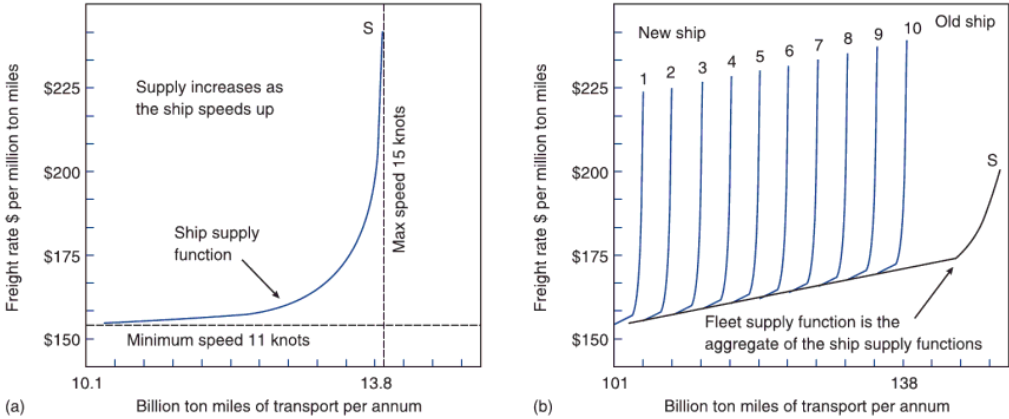 Freight rate $ per million ton miles
$225
$200
$175
$150
S
Supply increases as
the ship speeds up
Max speed 15 knots
Ship supply
function
Minimum speed 11 knots
10.1
13.8
(a)
Billion ton miles of transport per annum
Freight rate $ per million ton miles
$225
$200
$175
$150
New ship
Old ship
1
2
3
4
5
6
7
8
9
10
S
Fleet supply function is the
aggregate of the ship supply functions
101
138
(b)
Billion ton miles of transport per annum